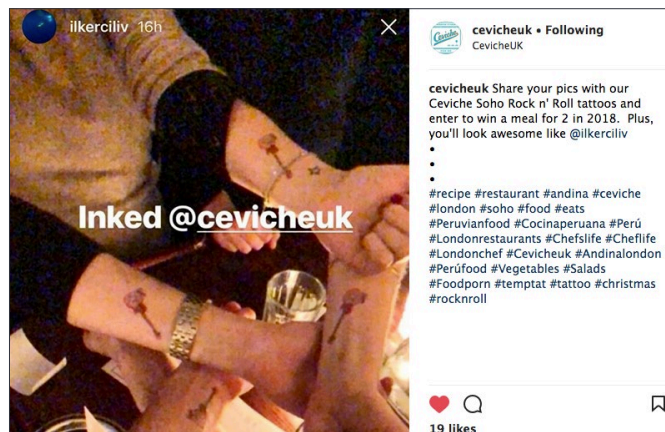 ilkerciliv 16h
Inked @cevicheuk
Ceviche
cevicheuk • Following
CevicheUK
cevicheuk Share your pics with our
Ceviche Soho Rock n' Roll tattoos and
enter to win a meal for 2 in 2018. Plus,
you'll look awesome like @ilkerciliv
•
•
•
#recipe #restaurant #andina #ceviche
#london #soho #food #eats
#Peruvianfood #Cocinaperuana #Perú
#Londonrestaurants #Chefslife #Cheflife
#Londonchef #Cevicheuk #Andinalondon
#Perúfood #Vegetables #Salads
#Foodporn #temptat #tattoo #christmas
#rocknroll
19 likes